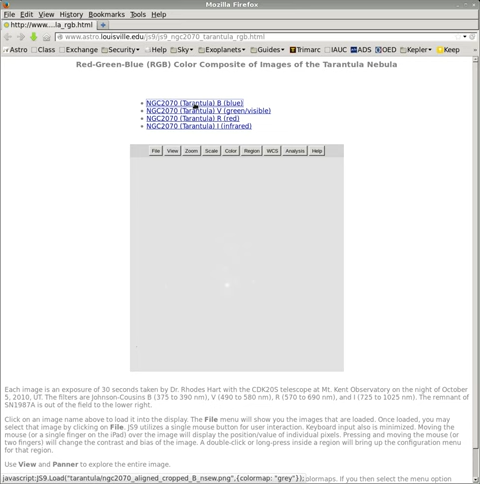 Mozilla Firefox
File Edit View History Bookmarks Tools Help
http://www....la_rgb.html
www.astro.louisville.edu/js9/js9_ngc2070_tarantula_rgb.html
Astro Class Exchange Security Help Sky Exoplanets Guides Trimarc IAUC ADS OED Kepler Keep
Red-Green-Blue (RGB) Color Composite of Images of the Tarantula Nebula
NGC2070 (Tarantula) B (blue)
NGC2070 (Tarantula) V (green/visible)
NGC2070 (Tarantula) R (red)
NGC2070 (Tarantula) I (infrared)
File View Zoom Scale Color Region WCS Analysis Help
Each image is an exposure of 30 seconds taken by Dr. Rhodes Hart with the CDK20S telescope at Mt. Kent Observatory on the night of October
5, 2010, UT. The filters are Johnson-Cousins B (375 to 390 nm), V (490 to 580 nm), R (570 to 690 nm), and I (725 to 1025 nm). The remnant of
SN1987A is out of the field to the lower right.
Click on an image name above to load it into the display. The File menu will show you the images that are loaded. Once loaded, you may
select that image by clicking on File. JS9 utilizes a single mouse button for user interaction. Keyboard input also is minimized. Moving the
mouse (or a single finger on the iPad) over the image will display the position/value of individual pixels. Pressing and moving the mouse (or
two fingers) will change the contrast and bias of the image. A double-click or long-press inside a region will bring up the configuration menu
for that region.
Use View and Panner to explore the entire image.
javascript:JS9.Load("tarantula/ngc2070_aligned_cropped_B_nsew.png",{colormap: "grey"}); olormaps. If you then select the menu option